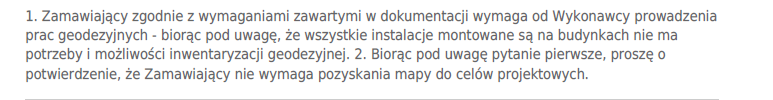 1. Zamawiający zgodnie z wymaganiami zawartymi w dokumentacji wymaga od Wykonawcy prowadzenia
prac geodezyjnych - biorąc pod uwagę, że wszystkie instalacje montowane są na budynkach nie ma
potrzeby i możliwości inwentaryzacji geodezyjnej. 2. Biorąc pod uwagę pytanie pierwsze, proszę o
potwierdzenie, że Zamawiający nie wymaga pozyskania mapy do celów projektowych.